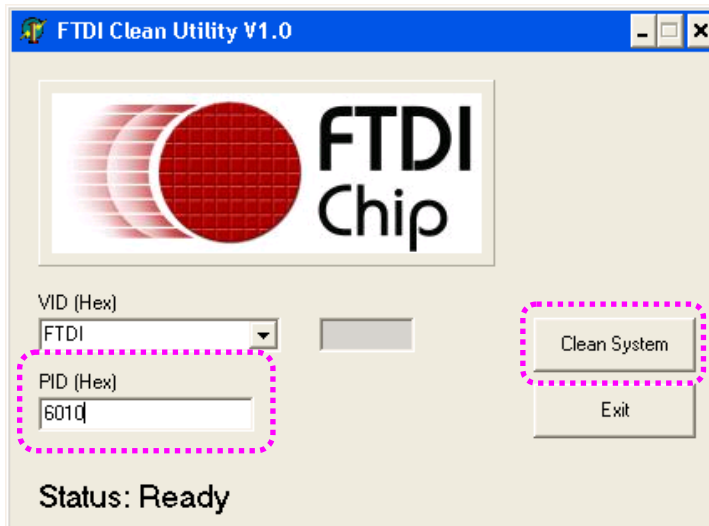 FTDI Clean Utility V1.0
FTDI
Chip
VID (Hex)
FTDI
Clean System
PID (Hex)
6010
Exit
Status: Ready